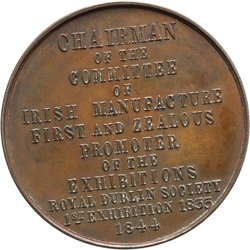 CHAIRMAN
OF THE
COMMITTEE
OF
IRISH MANUFACTURE
FIRST AND ZEALOUS
PROMOTER
OF THE
EXHIBITIONS
ROYAL DUBLIN SOCIETY
1ST EXHIBITION 1833
1844